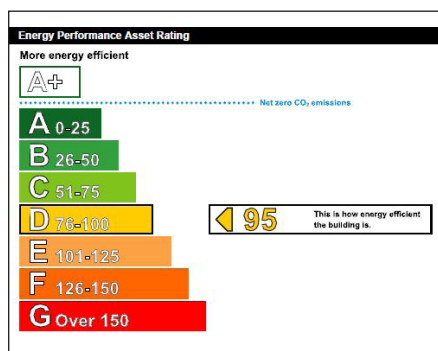 Energy Performance Asset Rating
More energy efficient
A+
Net zero CO₂ emissions
A 0-25
B 26-50
C 51-75
D 76-100
95
This is how energy efficient
the building is.
E 101-125
F 126-150
G Over 150